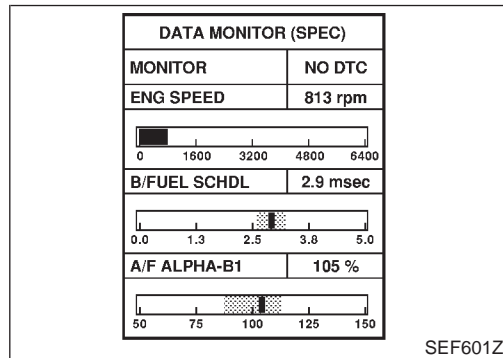 DATA MONITOR (SPEC)
MONITOR NO DTC
ENG SPEED 813 rpm
0 1600 3200 4800 6400
B/FUEL SCHDL 2.9 msec
0.0 1.3 2.5 3.8 5.0
A/F ALPHA-B1 105 %
50 75 100 125 150
SEF601Z